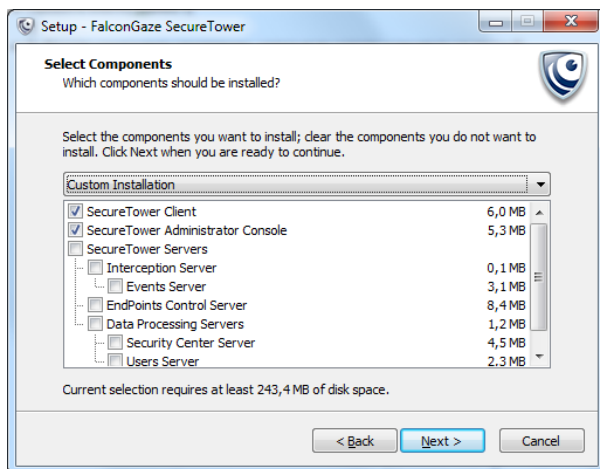 Setup - FalconGaze SecureTower
Select Components
Which components should be installed?
Select the components you want to install; clear the components you do not want to
install. Click Next when you are ready to continue.
Custom Installation
SecureTower Client 6,0 MB
SecureTower Administrator Console 5,3 MB
SecureTower Servers
Interception Server 0,1 MB
Events Server 3,1 MB
EndPoints Control Server 8,4 MB
Data Processing Servers 1,2 MB
Security Center Server 4,5 MB
Users Server 2,3 MB
Current selection requires at least 243,4 MB of disk space.
< Back Next > Cancel